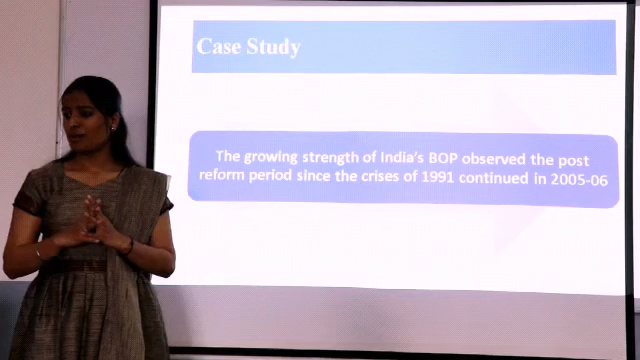 Case Study
The growing strength of India's BOP observed the post
reform period since the crises of 1991 continued in 2005-06